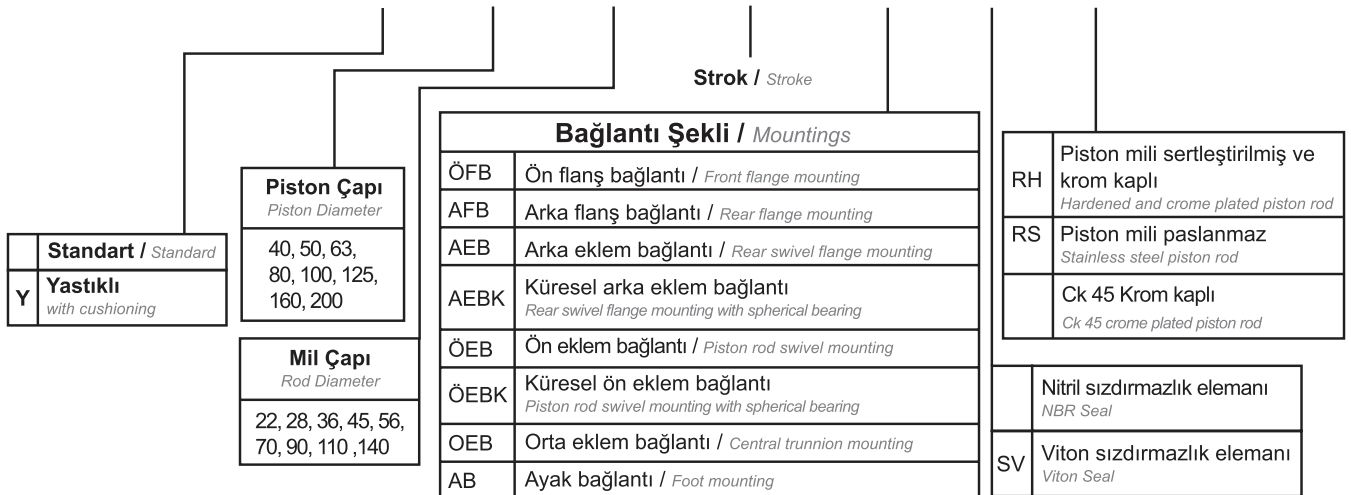 Strok / Stroke
Standart / Standard
Y Yastıklı
with cushioning
Piston Çapı
Piston Diameter
40, 50, 63,
80, 100, 125,
160, 200
Mil Çapı
Rod Diameter
22, 28, 36, 45, 56,
70, 90, 110 ,140
Bağlantı Şekli / Mountings
ÖFB Ön flanş bağlantı / Front flange mounting
AFB Arka flanş bağlantı / Rear flange mounting
AEB Arka eklem bağlantı / Rear swivel flange mounting
AEBK Küresel arka eklem bağlantı
Rear swivel flange mounting with spherical bearing
ÖEB Ön eklem bağlantı / Piston rod swivel mounting
ÖEBK Küresel ön eklem bağlantı
Piston rod swivel mounting with spherical bearing
OEB Orta eklem bağlantı / Central trunnion mounting
AB Ayak bağlantı / Foot mounting
RH Piston mili sertleştirilmiş ve
krom kaplı
Hardened and crome plated piston rod
RS Piston mili paslanmaz
Stainless steel piston rod
Ck 45 Krom kaplı
Ck 45 crome plated piston rod
Nitril sızdırmazlık elemanı
NBR Seal
SV Viton sızdırmazlık elemanı
Viton Seal